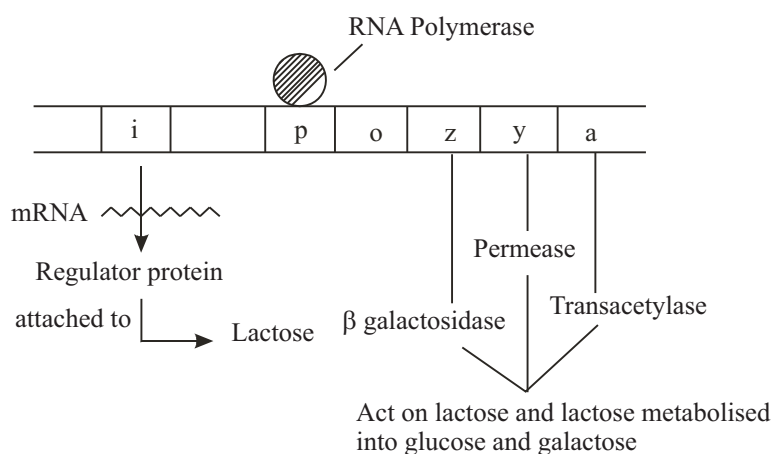 RNA Polymerase
i p o z y a
mRNA
Regulator protein
attached to
Lactose
Permease
β galactosidase
Transacetylase
Act on lactose and lactose metabolised
into glucose and galactose